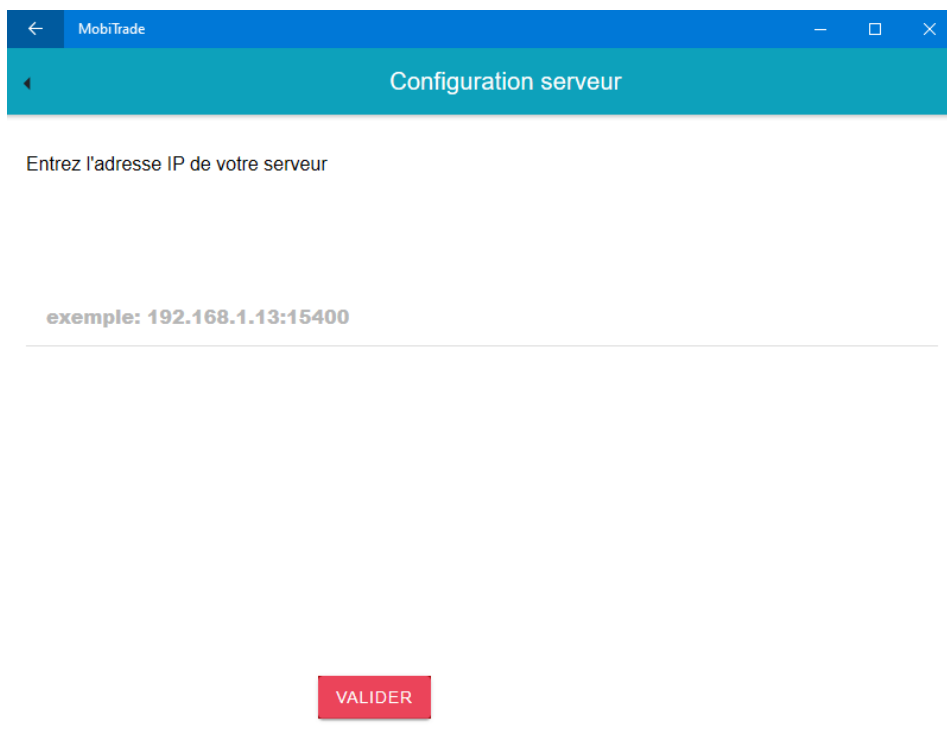 MobiTrade
Configuration serveur
Entrez l'adresse IP de votre serveur
exemple: 192.168.1.13:15400
VALIDER